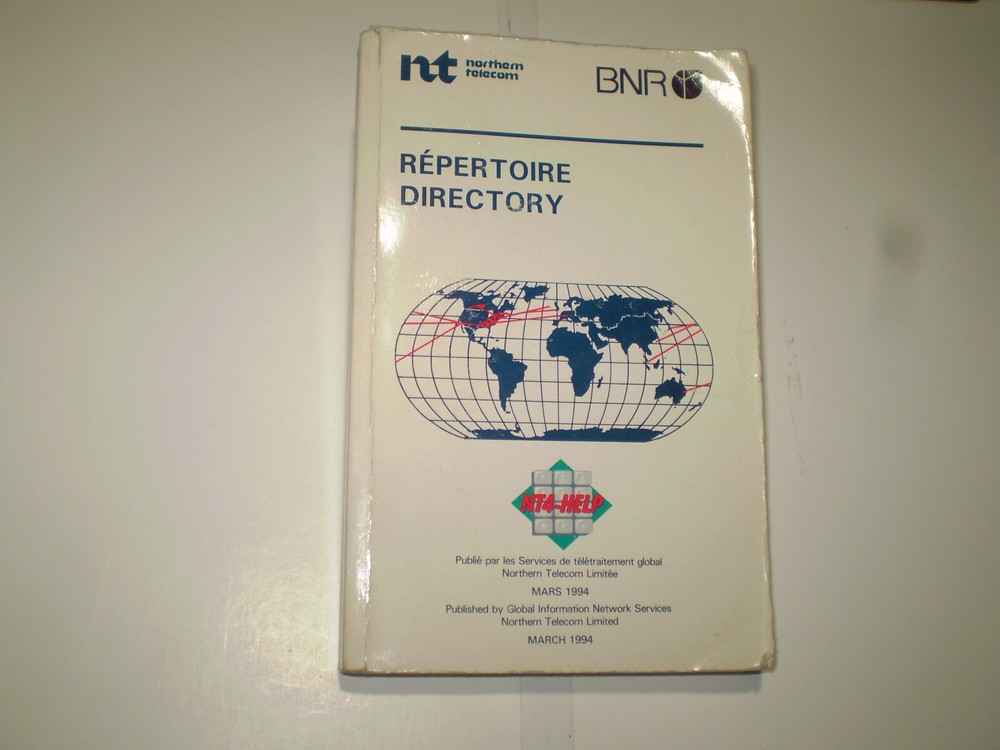 nt northern
telecom
BNR
RÉPERTOIRE
DIRECTORY
NT4-HELP
Publié par les Services de télétraitement global
Northern Telecom Limitée
MARS 1994
Published by Global Information Network Services
Northern Telecom Limited
MARCH 1994